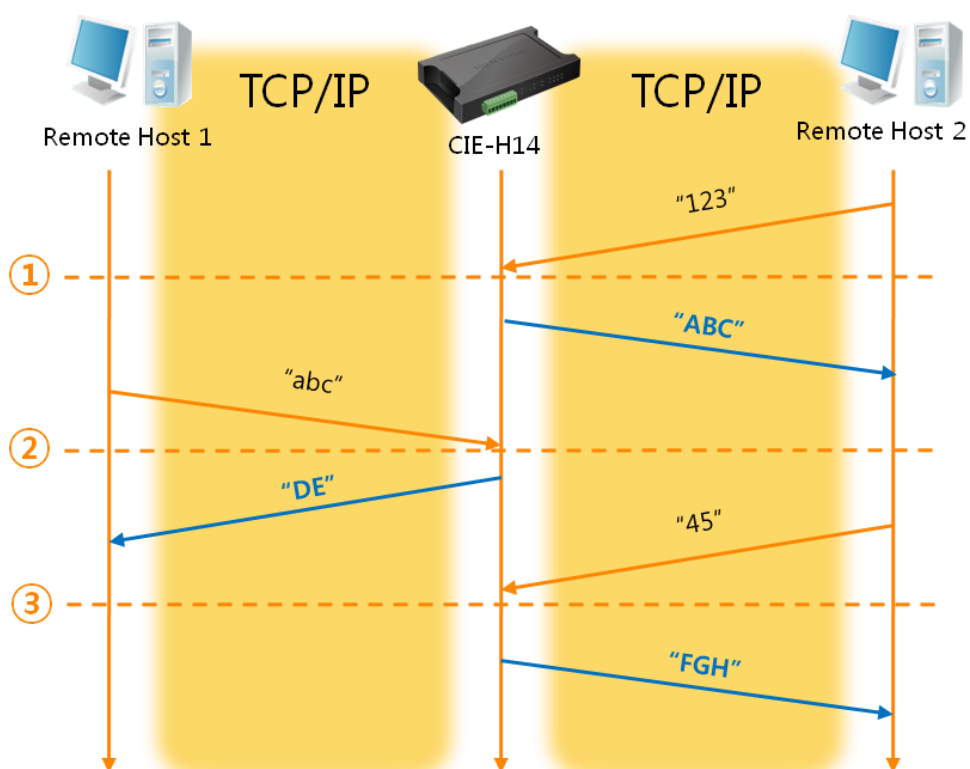 TCP/IP
TCP/IP
Remote Host 1
CIE-H14
Remote Host 2
“123”
①
“ABC”
“abc”
②
“DE”
“45”
③
“FGH”